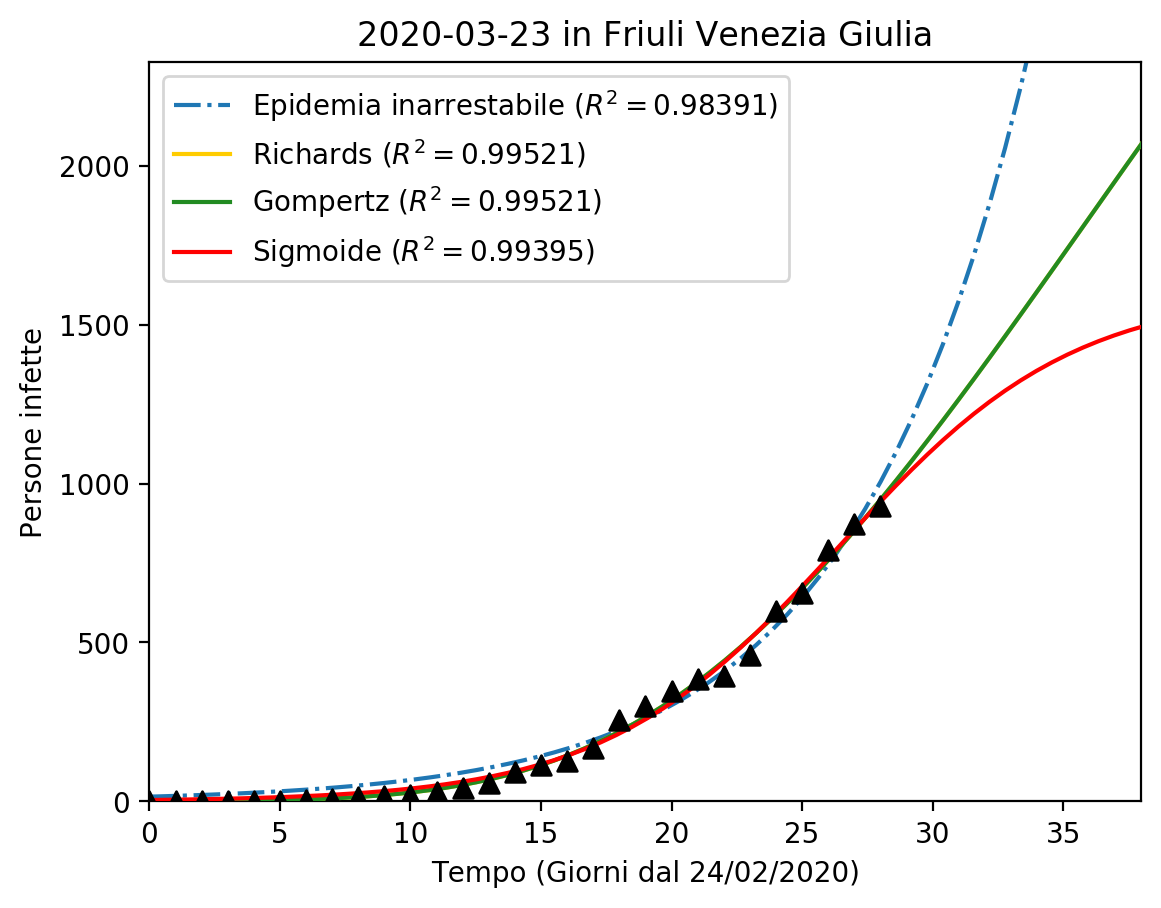 2020-03-23 in Friuli Venezia Giulia
Epidemia inarrestabile (R² = 0.98391)
Richards (R² = 0.99521)
Gompertz (R² = 0.99521)
Sigmoide (R² = 0.99395)
Persone infette
2000
1500
1000
500
0
0 5 10 15 20 25 30 35
Tempo (Giorni dal 24/02/2020)